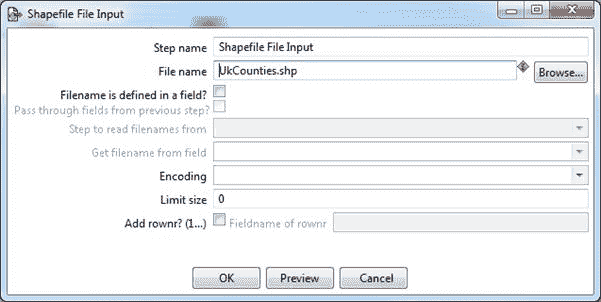 Shapefile File Input
Step name Shapefile File Input
File name UkCounties.shp Browse...
Filename is defined in a field?
Pass through fields from previous step?
Step to read filenames from
Get filename from field
Encoding
Limit size 0
Add rownr? (1...) Fieldname of rownr
OK Preview Cancel